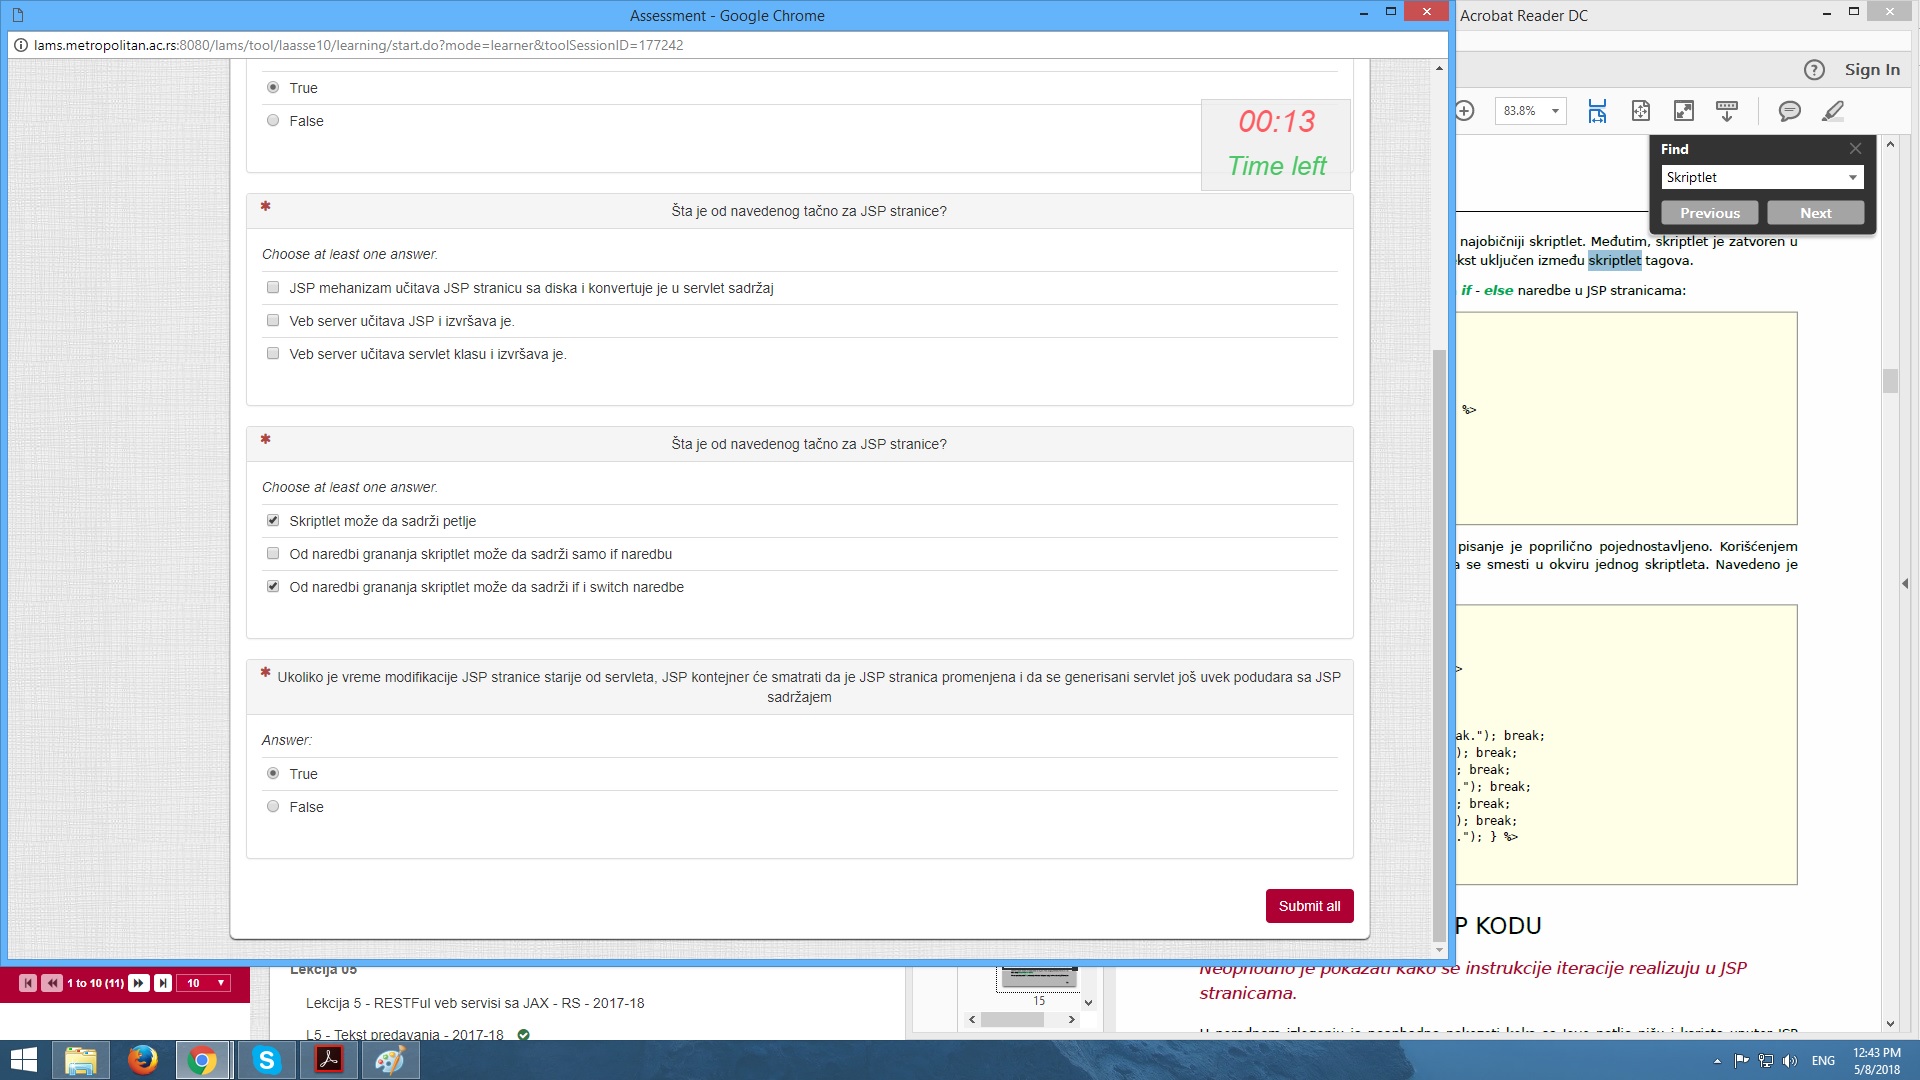 Assessment - Google Chrome
Acrobat Reader DC
lams.metropolitan.ac.rs:8080/lams/tool/laasse10/learning/start.do?mode=learner&toolSessionID=177242
Sign In
True
False
00:13
Time left
83.8%
Find
Skriptlet
Previous
Next
Šta je od navedenog tačno za JSP stranice?
Choose at least one answer.
JSP mehanizam učitava JSP stranicu sa diska i konvertuje je u servlet sadržaj
Veb server učitava JSP i izvršava je.
Veb server učitava servlet klasu i izvršava je.
Šta je od navedenog tačno za JSP stranice?
Choose at least one answer.
Skriptlet može da sadrži petlje
Od naredbi grananja skriptlet može da sadrži samo if naredbu
Od naredbi grananja skriptlet može da sadrži if i switch naredbe
Ukoliko je vreme modifikacije JSP stranice starije od servleta, JSP kontejner će smatrati da je JSP stranica promenjena i da se generisani servlet još uvek podudara sa JSP
sadržajem
Answer:
True
False
Submit all
najobičniji skriptlet. Međutim, skriptlet je zatvoren u
kst uključen između skriptlet tagova.
if - else naredbe u JSP stranicama:
%>
pisanje je poprilično pojednostavljeno. Korišćenjem
se smesti u okviru jednog skriptleta. Navedeno je
>
ak."); break;
); break;
; break;
."); break;
; break;
); break;
."); } %>
P KODU
Neophodno je pokazati kako se instrukcije iteracije realizuju u JSP
stranicama.
1 to 10 (11)
10
Lekcija 05
Lekcija 5 - RESTFul veb servisi sa JAX - RS - 2017-18
L5 - Tekst predavanja - 2017-18
15
ENG
12:43 PM
5/8/2018